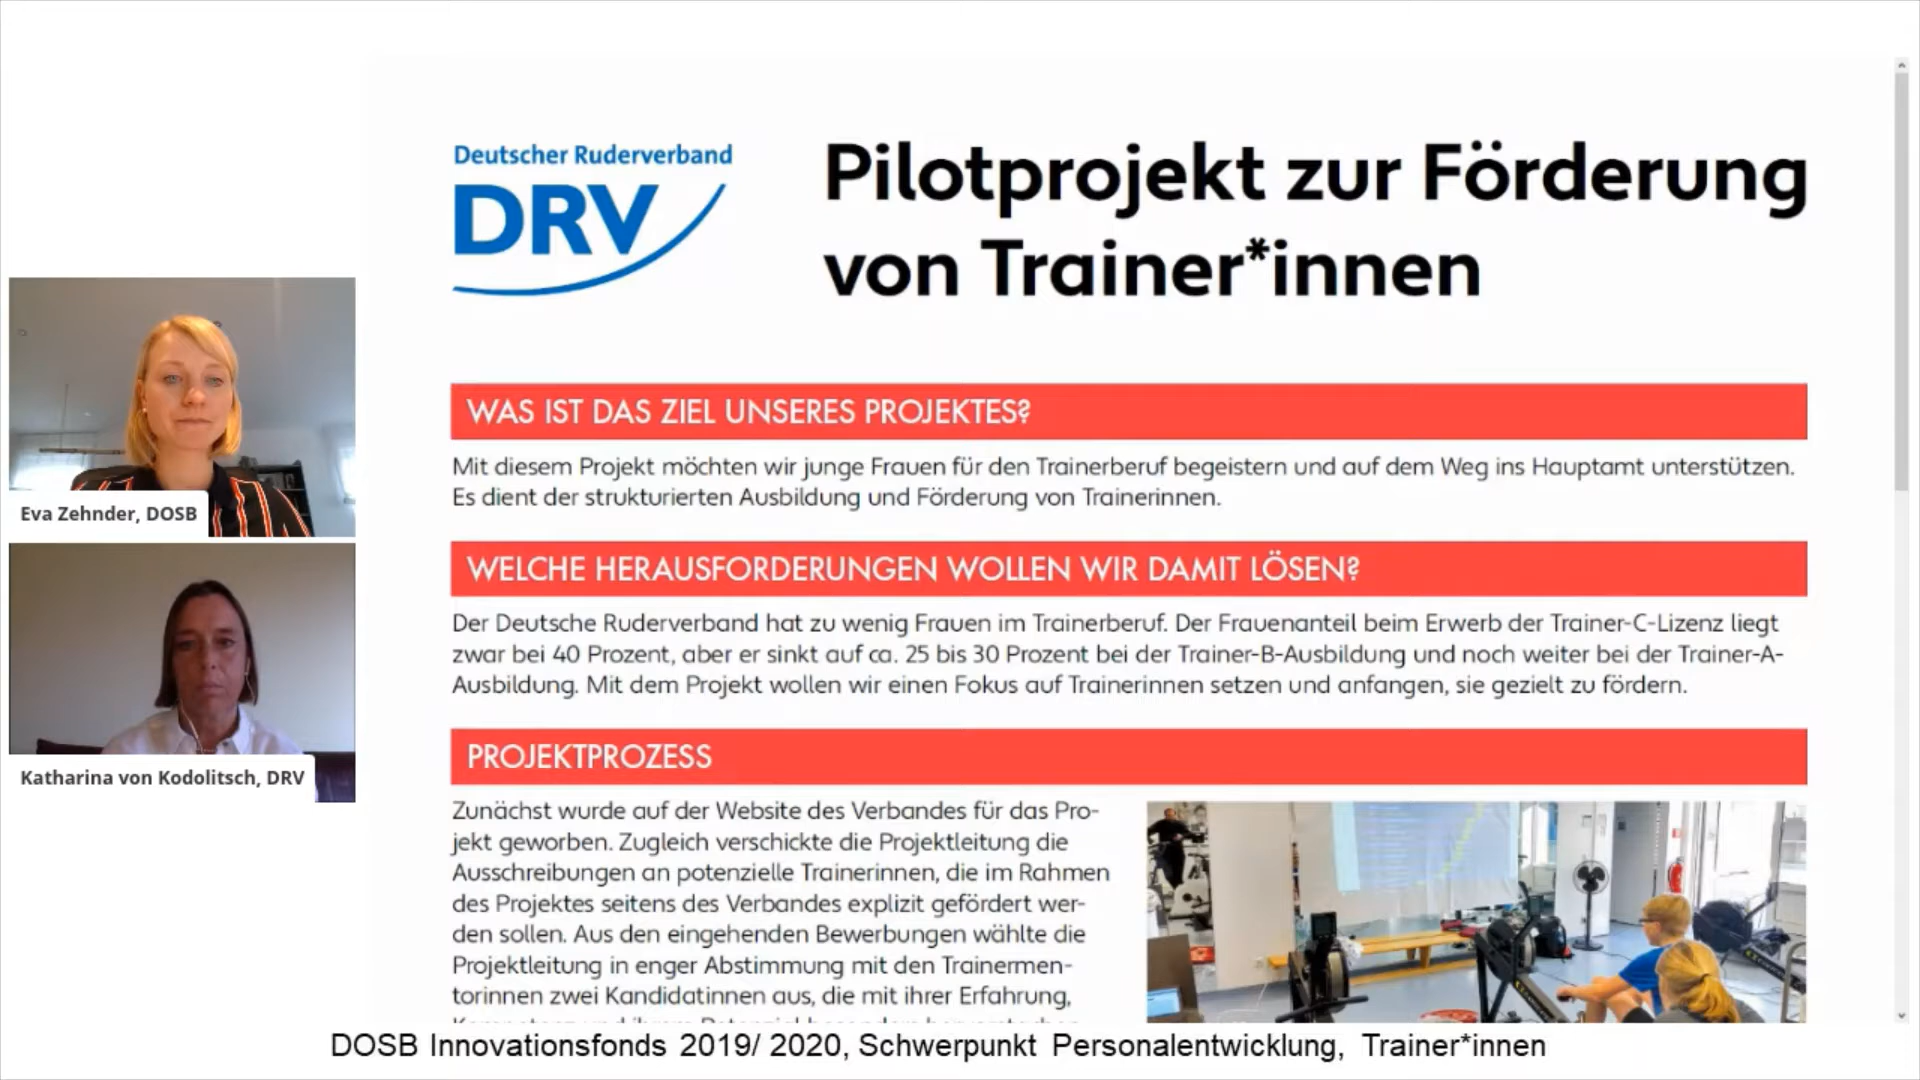 Deutscher Ruderverband
DRV
Pilotprojekt zur Förderung
von Trainer*innen
Eva Zehnder, DOSB
Katharina von Kodolitsch, DRV
WAS IST DAS ZIEL UNSERES PROJEKTES?
Mit diesem Projekt möchten wir junge Frauen für den Trainerberuf begeistern und auf dem Weg ins Hauptamt unterstützen.
Es dient der strukturierten Ausbildung und Förderung von Trainerinnen.
WELCHE HERAUSFORDERUNGEN WOLLEN WIR DAMIT LÖSEN?
Der Deutsche Ruderverband hat zu wenig Frauen im Trainerberuf. Der Frauenanteil beim Erwerb der Trainer-C-Lizenz liegt
zwar bei 40 Prozent, aber er sinkt auf ca. 25 bis 30 Prozent bei der Trainer-B-Ausbildung und noch weiter bei der Trainer-A-
Ausbildung. Mit dem Projekt wollen wir einen Fokus auf Trainerinnen setzen und anfangen, sie gezielt zu fördern.
PROJEKTPROZESS
Zunächst wurde auf der Website des Verbandes für das Pro-
jekt geworben. Zugleich verschickte die Projektleitung die
Ausschreibungen an potenzielle Trainerinnen, die im Rahmen
des Projektes seitens des Verbandes explizit gefördert wer-
den sollen. Aus den eingehenden Bewerbungen wählte die
Projektleitung in enger Abstimmung mit den Trainermen-
torinnen zwei Kandidatinnen aus, die mit ihrer Erfahrung,
DOSB Innovationsfonds 2019/ 2020, Schwerpunkt Personalentwicklung, Trainer*innen